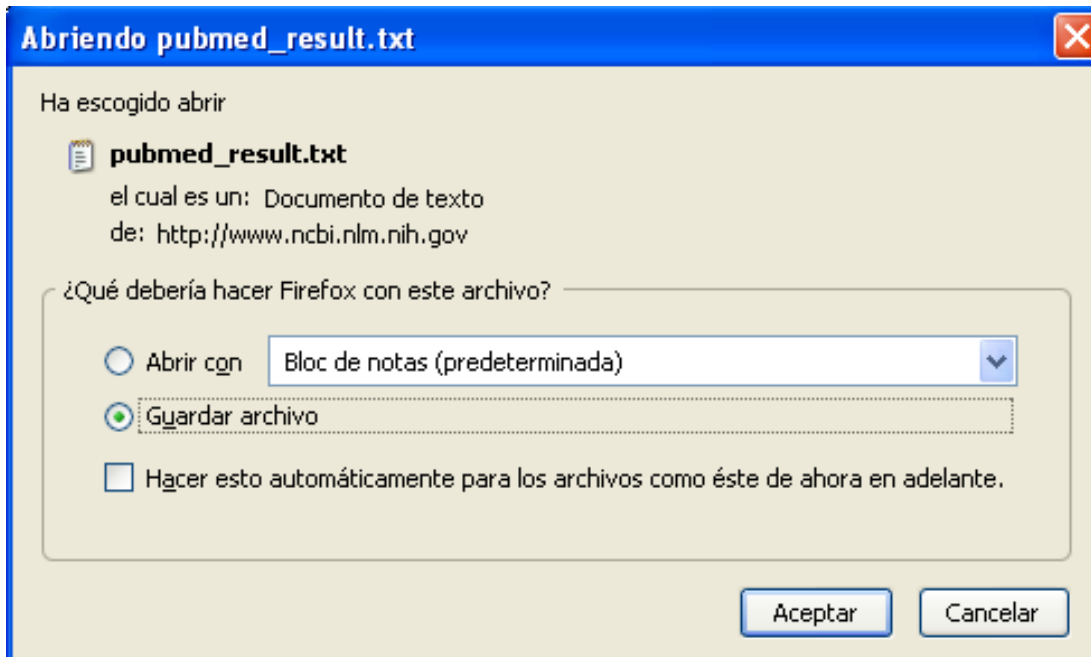 Abriendo pubmed_result.txt
Ha escogido abrir
pubmed_result.txt
el cual es un: Documento de texto
de: http://www.ncbi.nlm.nih.gov
¿Qué debería hacer Firefox con este archivo?
Abrir con Bloc de notas (predeterminada)
Guardar archivo
Hacer esto automáticamente para los archivos como éste de ahora en adelante.
Aceptar Cancelar